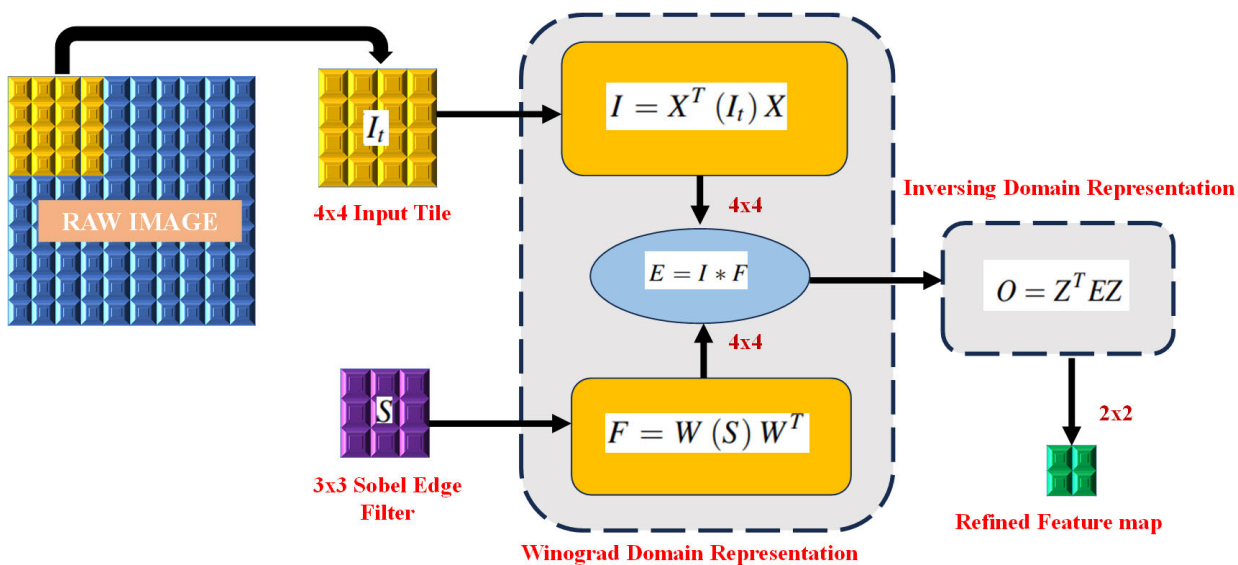 RAW IMAGE
I_t
4x4 Input Tile
S
3x3 Sobel Edge
Filter
I = X^T (I_t) X
4x4
E = I * F
4x4
F = W (S) W^T
Winograd Domain Representation
Inversing Domain Representation
O = Z^T EZ
2x2
Refined Feature map